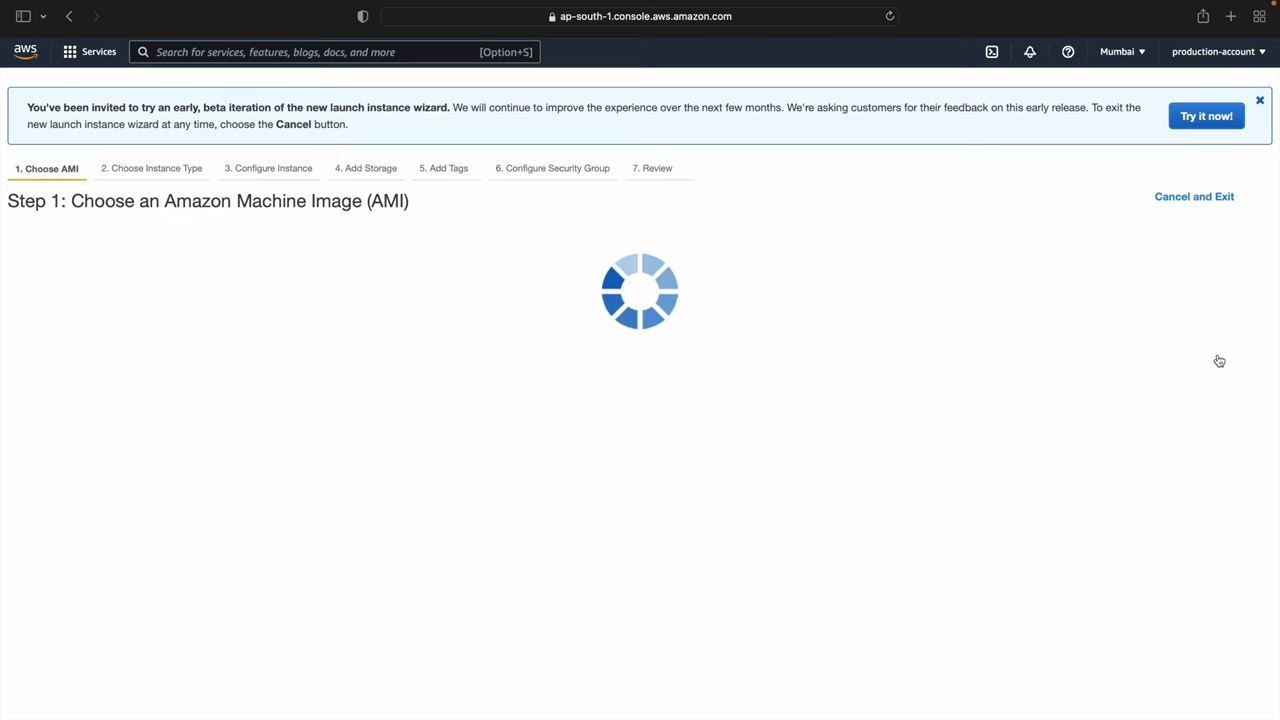 ap-south-1.console.aws.amazon.com
aws
Services
Search for services, features, blogs, docs, and more
[Option+S]
Mumbai
production-account
You've been invited to try an early, beta iteration of the new launch instance wizard. We will continue to improve the experience over the next few months. We're asking customers for their feedback on this early release. To exit the
new launch instance wizard at any time, choose the Cancel button.
Try it now!
1. Choose AMI
2. Choose Instance Type
3. Configure Instance
4. Add Storage
5. Add Tags
6. Configure Security Group
7. Review
Step 1: Choose an Amazon Machine Image (AMI)
Cancel and Exit